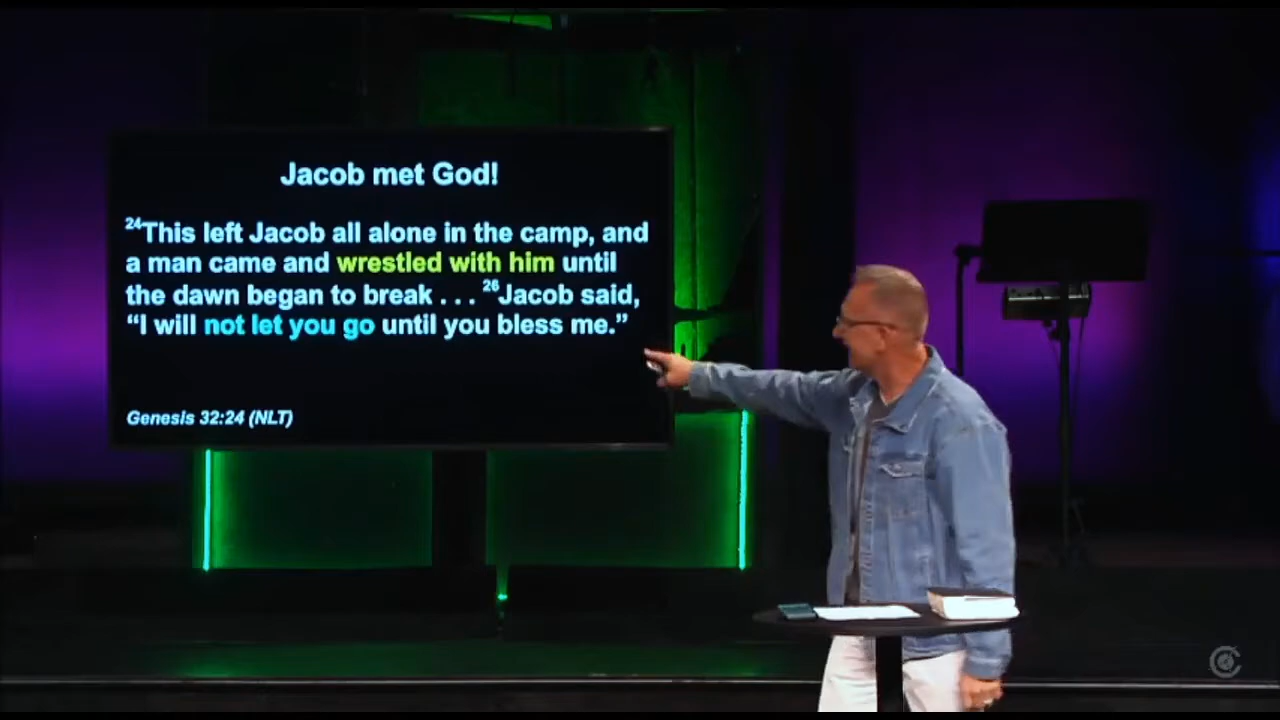 Jacob met God!
²⁴This left Jacob all alone in the camp, and
a man came and wrestled with him until
the dawn began to break . . . ²⁶Jacob said,
“I will not let you go until you bless me.”
Genesis 32:24 (NLT)